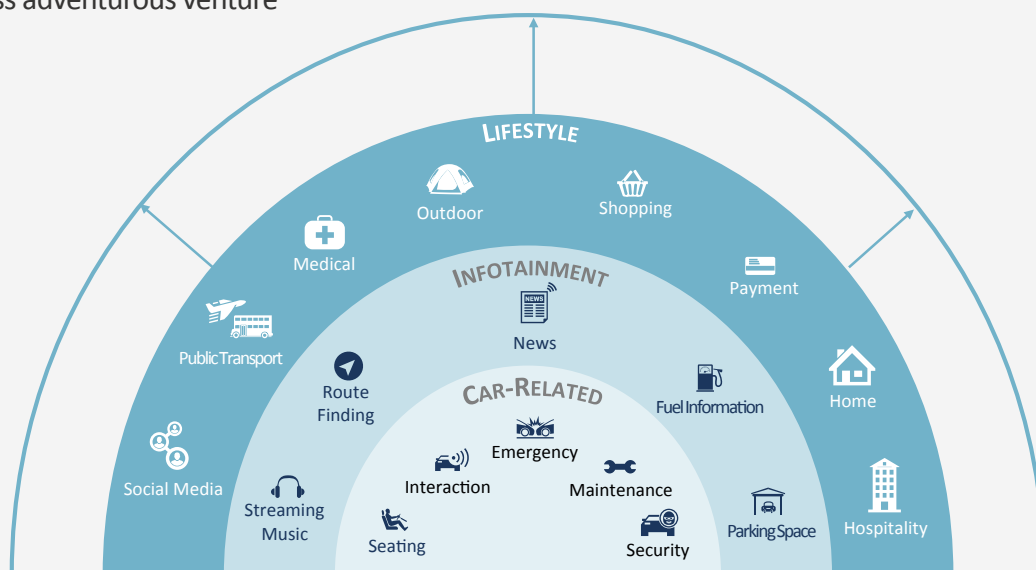 ss adventurous venture
LIFESTYLE
Outdoor
Shopping
Medical
Payment
Public Transport
Home
Social Media
Hospitality
INFOTAINMENT
NEWS
News
Route
Finding
Fuel Information
Streaming
Music
Parking Space
CAR-RELATED
Emergency
Interaction
Maintenance
Seating
Security